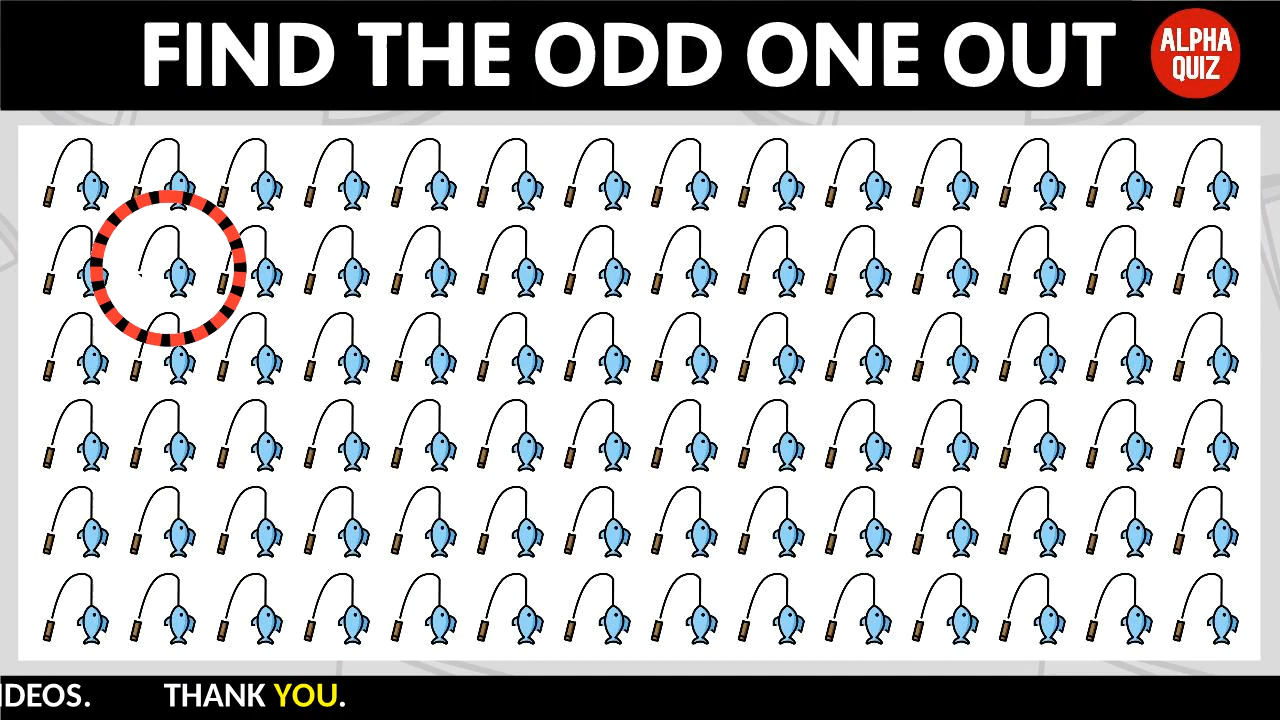 FIND THE ODD ONE OUT
ALPHA
QUIZ
IDEOS. THANK YOU.